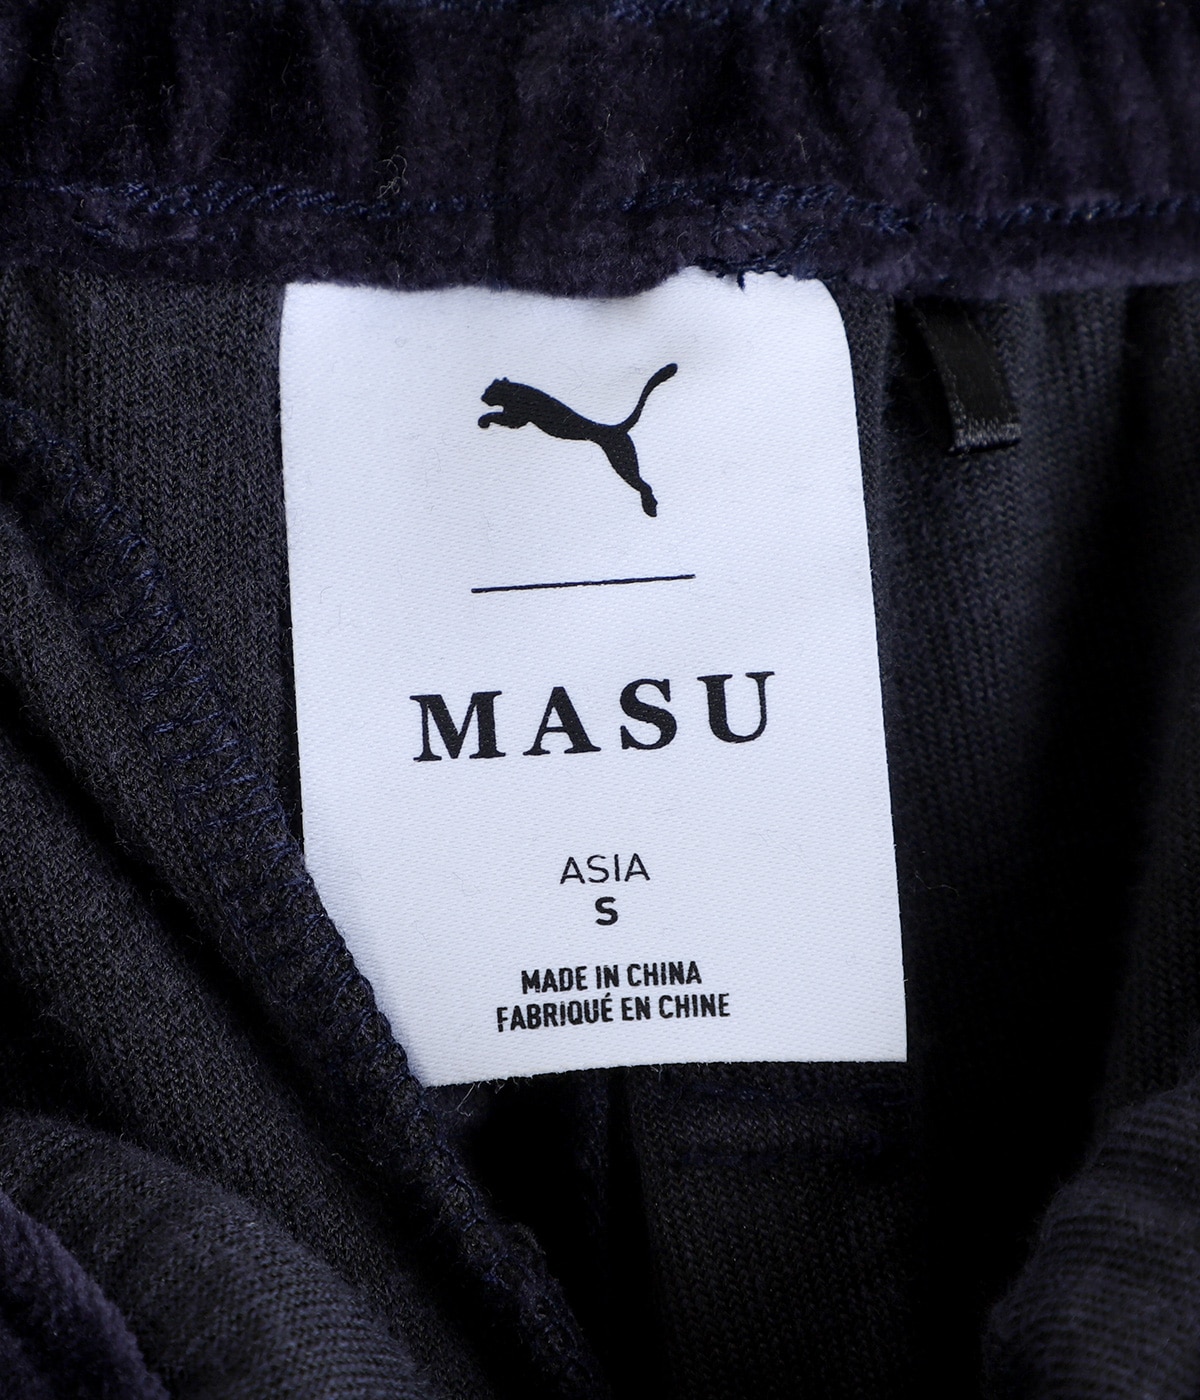 MASU
ASIA
S
MADE IN CHINA
FABRIQUÉ EN CHINE